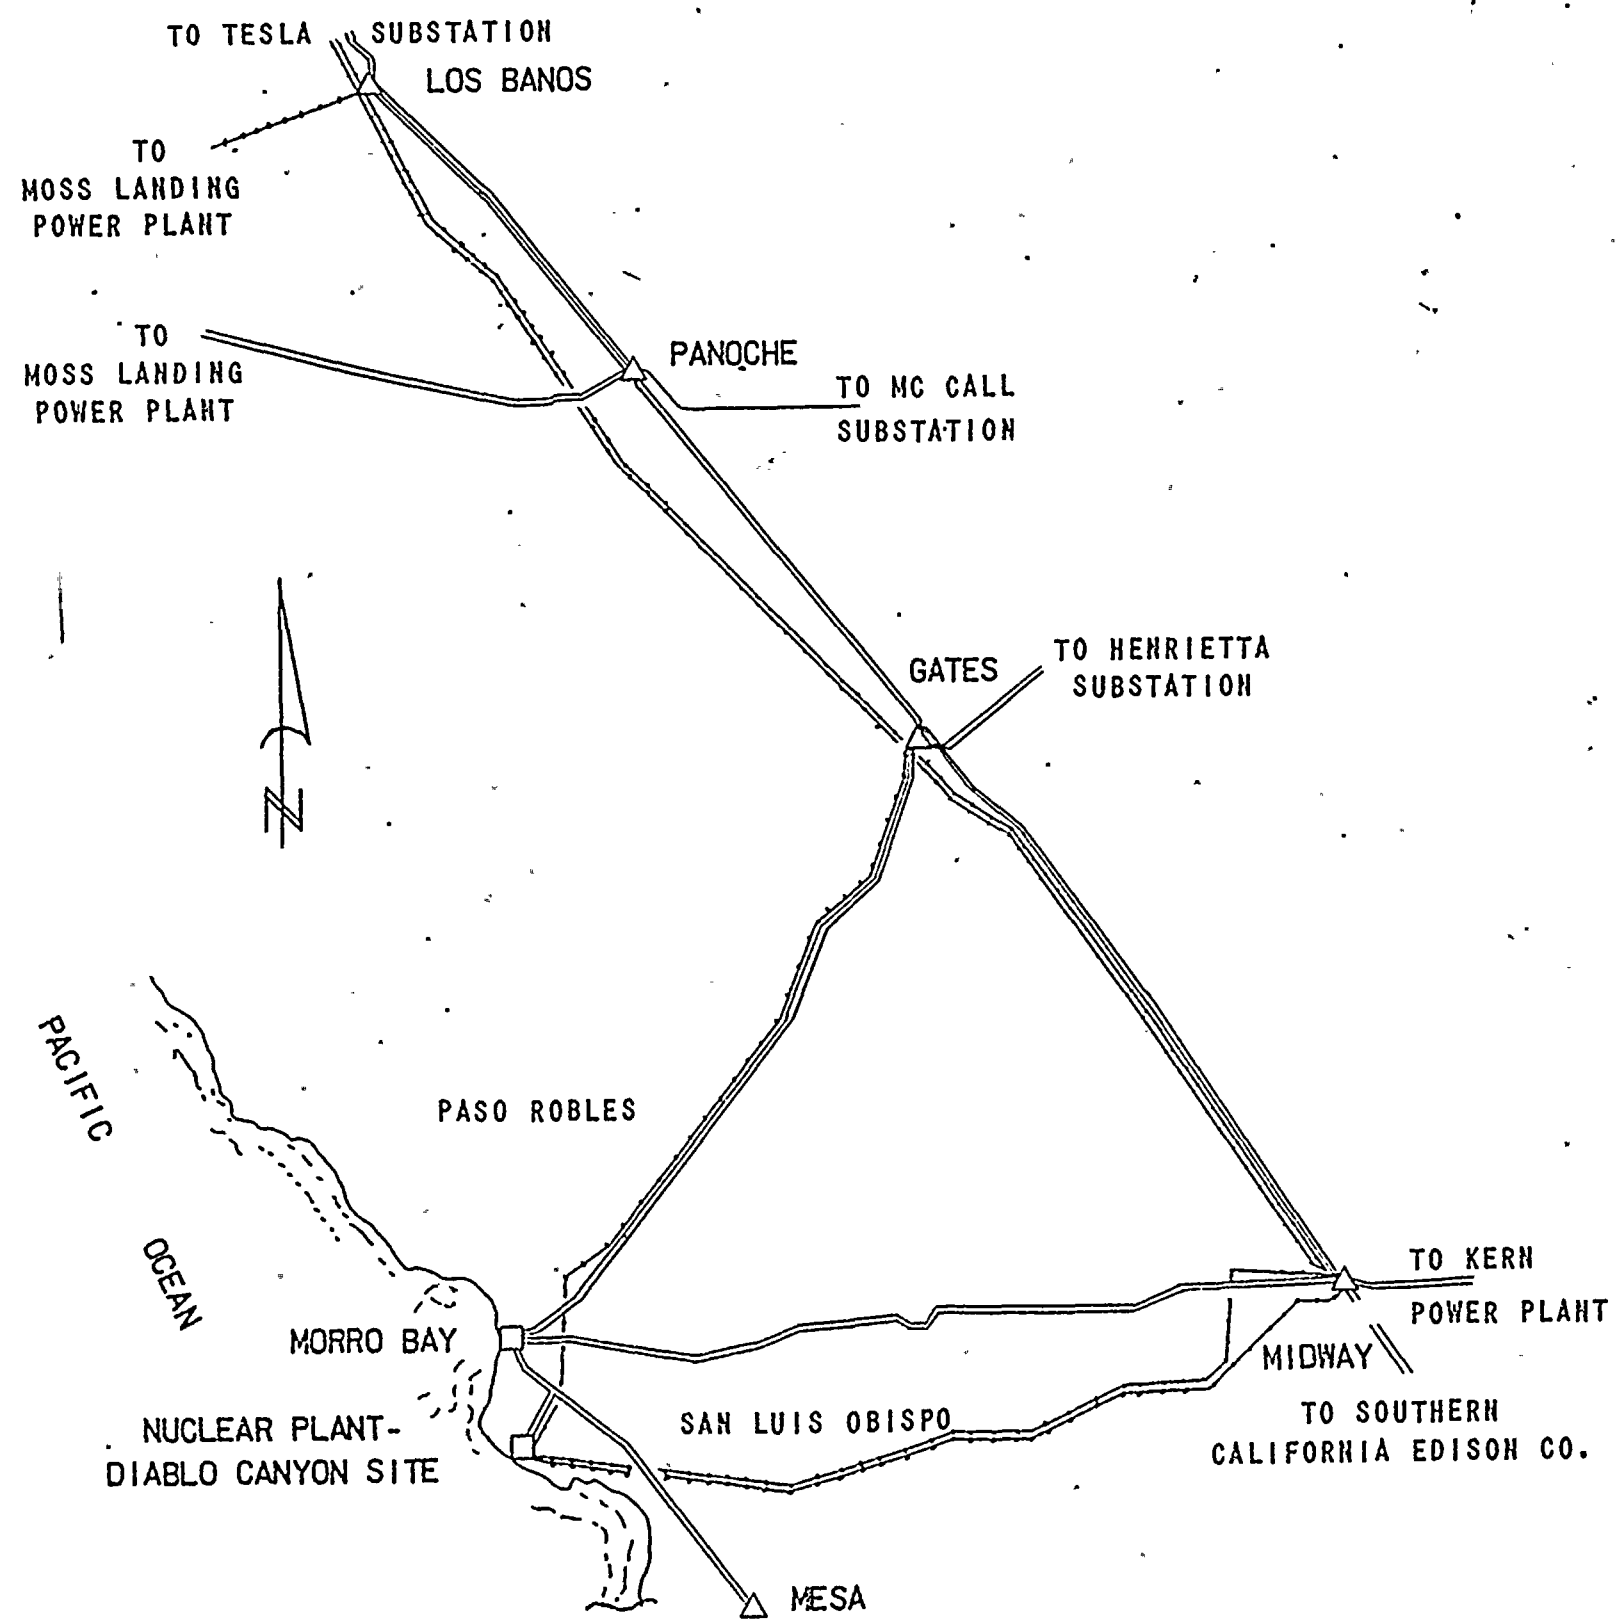 TO TESLA SUBSTATION
LOS BANOS
TO
MOSS LANDING
POWER PLANT
TO
MOSS LANDING
POWER PLANT
PANOCHE
TO MC CALL
SUBSTATION
GATES
TO HENRIETTA
SUBSTATION
N
PACIFIC
OCEAN
PASO ROBLES
MORRO BAY
TO KERN
POWER PLANT
MIDWAY
NUCLEAR PLANT-
DIABLO CANYON SITE
SAN LUIS OBISPO
TO SOUTHERN
CALIFORNIA EDISON CO.
MESA